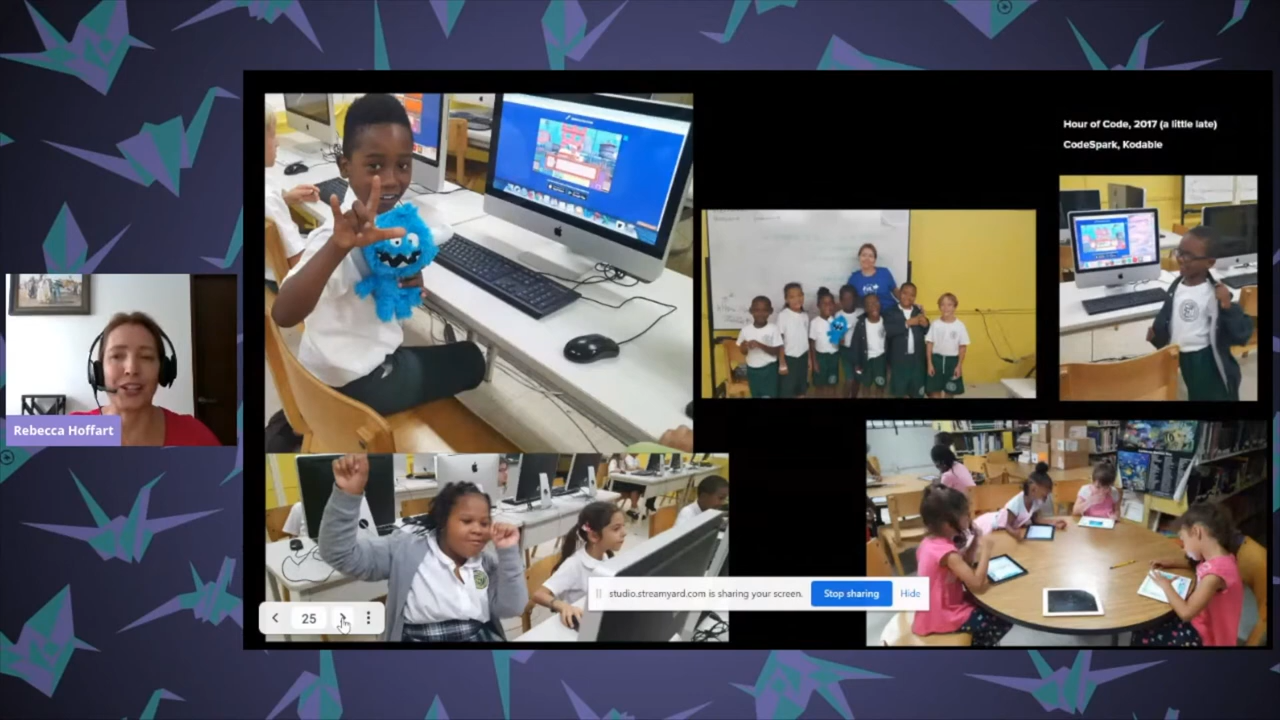 Hour of Code, 2017 (a little late)
CodeSpark, Kodable
Rebecca Hoffart
studio.streamyard.com is sharing your screen.
Stop sharing
Hide
25